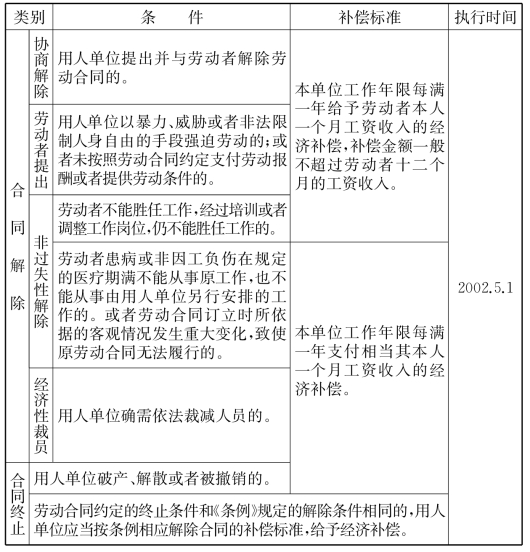 类别 条 件 补偿标准 执行时间
合同解除
协商解除
用人单位提出并与劳动者解除劳
动合同的。
劳动者提出
用人单位以暴力、威胁或者非法限
制人身自由的手段强迫劳动的;或
者未按照劳动合同约定支付劳动报
酬或者提供劳动条件的。
本单位工作年限每满
一年给予劳动者本人
一个月工资收入的经
济补偿,补偿金额一般
不超过劳动者十二个
月的工资收入。
非过失性解除
劳动者不能胜任工作,经过培训或者
调整工作岗位,仍不能胜任工作的。
劳动者患病或非因工负伤在规定
的医疗期满不能从事原工作,也不
能从事由用人单位另行安排的工
作的。或者劳动合同订立时所依
据的客观情况发生重大变化,致使
原劳动合同无法履行的。
经济性裁员
用人单位确需依法裁减人员的。
本单位工作年限每满
一年支付相当其本人
一个月工资收入的经
济补偿。
2002.5.1
合同终止
用人单位破产、解散或者被撤销的。
劳动合同约定的终止条件和《条例》规定的解除条件相同的,用人
单位应当按条例相应解除合同的补偿标准,给予经济补偿。